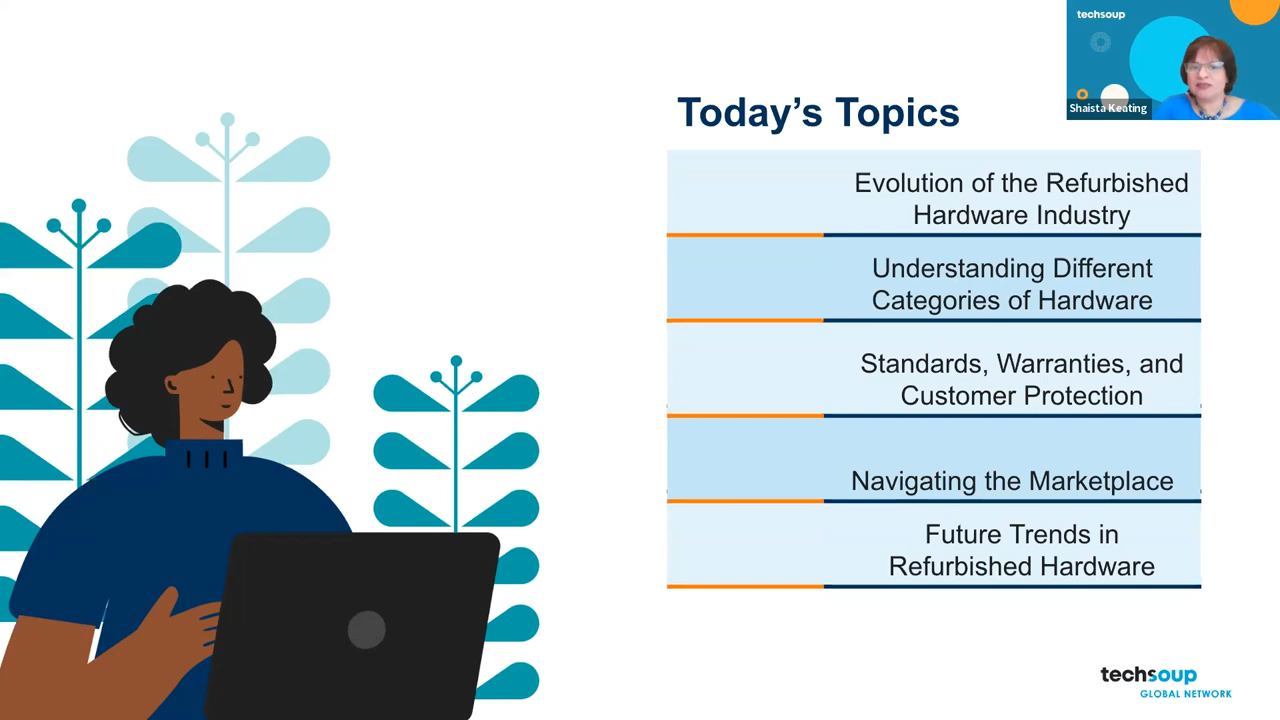 techsoup
Shaista Keating
Today's Topics
Evolution of the Refurbished
Hardware Industry
Understanding Different
Categories of Hardware
Standards, Warranties, and
Customer Protection
Navigating the Marketplace
Future Trends in
Refurbished Hardware
techsoup
GLOBAL NETWORK